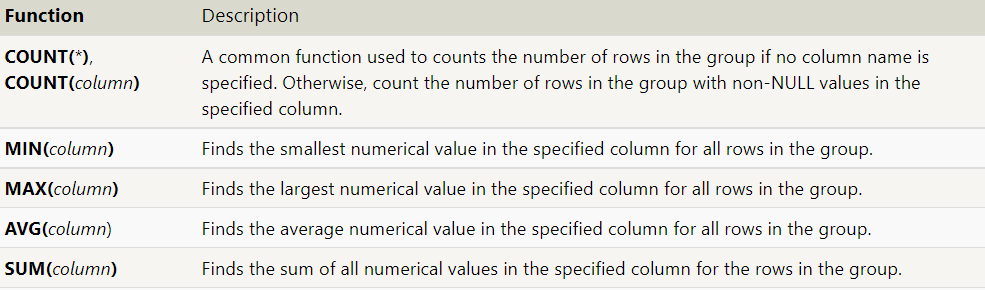 Function Description
COUNT(*), A common function used to counts the number of rows in the group if no column name is
COUNT(column) specified. Otherwise, count the number of rows in the group with non-NULL values in the
specified column.
MIN(column) Finds the smallest numerical value in the specified column for all rows in the group.
MAX(column) Finds the largest numerical value in the specified column for all rows in the group.
AVG(column) Finds the average numerical value in the specified column for all rows in the group.
SUM(column) Finds the sum of all numerical values in the specified column for the rows in the group.